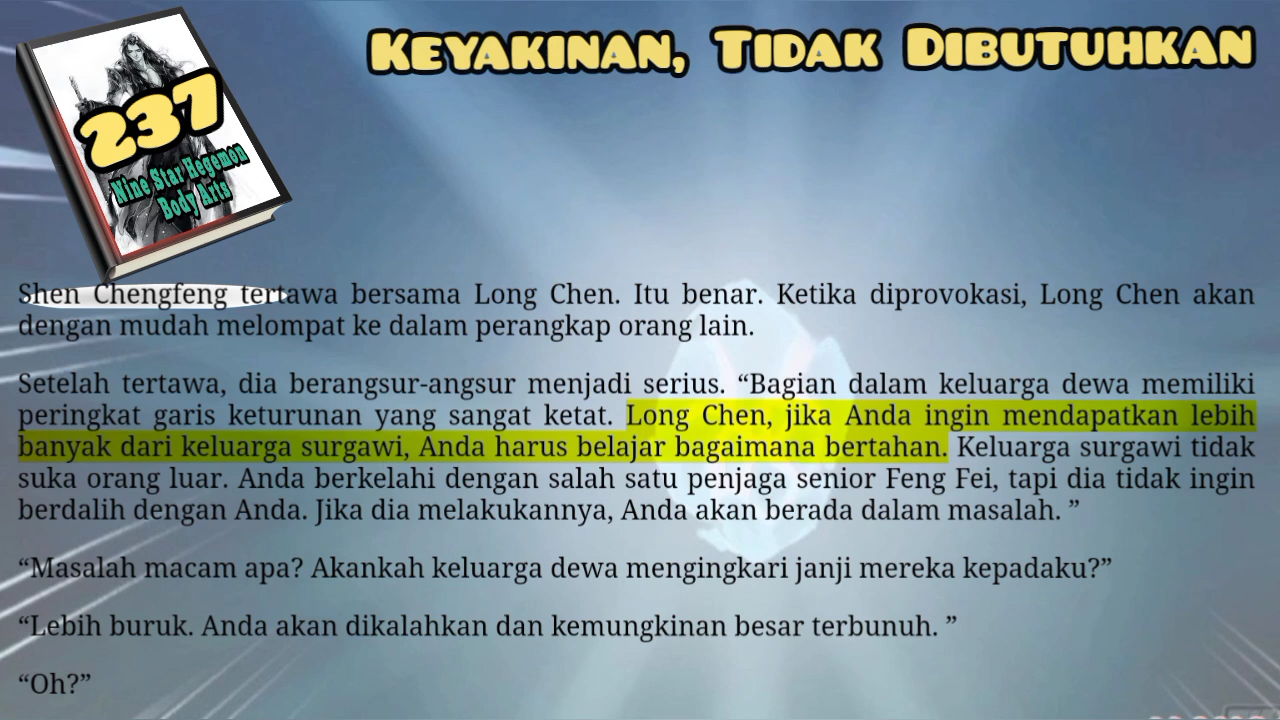 Keyakinan, Tidak Dibutuhkan
237
Nine Star Hegemon
Body Arts
Shen Chengfeng tertawa bersama Long Chen. Itu benar. Ketika diprovokasi, Long Chen akan
dengan mudah melompat ke dalam perangkap orang lain.
Setelah tertawa, dia berangsur-angsur menjadi serius. “Bagian dalam keluarga dewa memiliki
peringkat garis keturunan yang sangat ketat. Long Chen, jika Anda ingin mendapatkan lebih
banyak dari keluarga surgawi, Anda harus belajar bagaimana bertahan. Keluarga surgawi tidak
suka orang luar. Anda berkelahi dengan salah satu penjaga senior Feng Fei, tapi dia tidak ingin
berdalih dengan Anda. Jika dia melakukannya, Anda akan berada dalam masalah. ”
“Masalah macam apa? Akankah keluarga dewa mengingkari janji mereka kepadaku?”
“Lebih buruk. Anda akan dikalahkan dan kemungkinan besar terbunuh. ”
“Oh?”